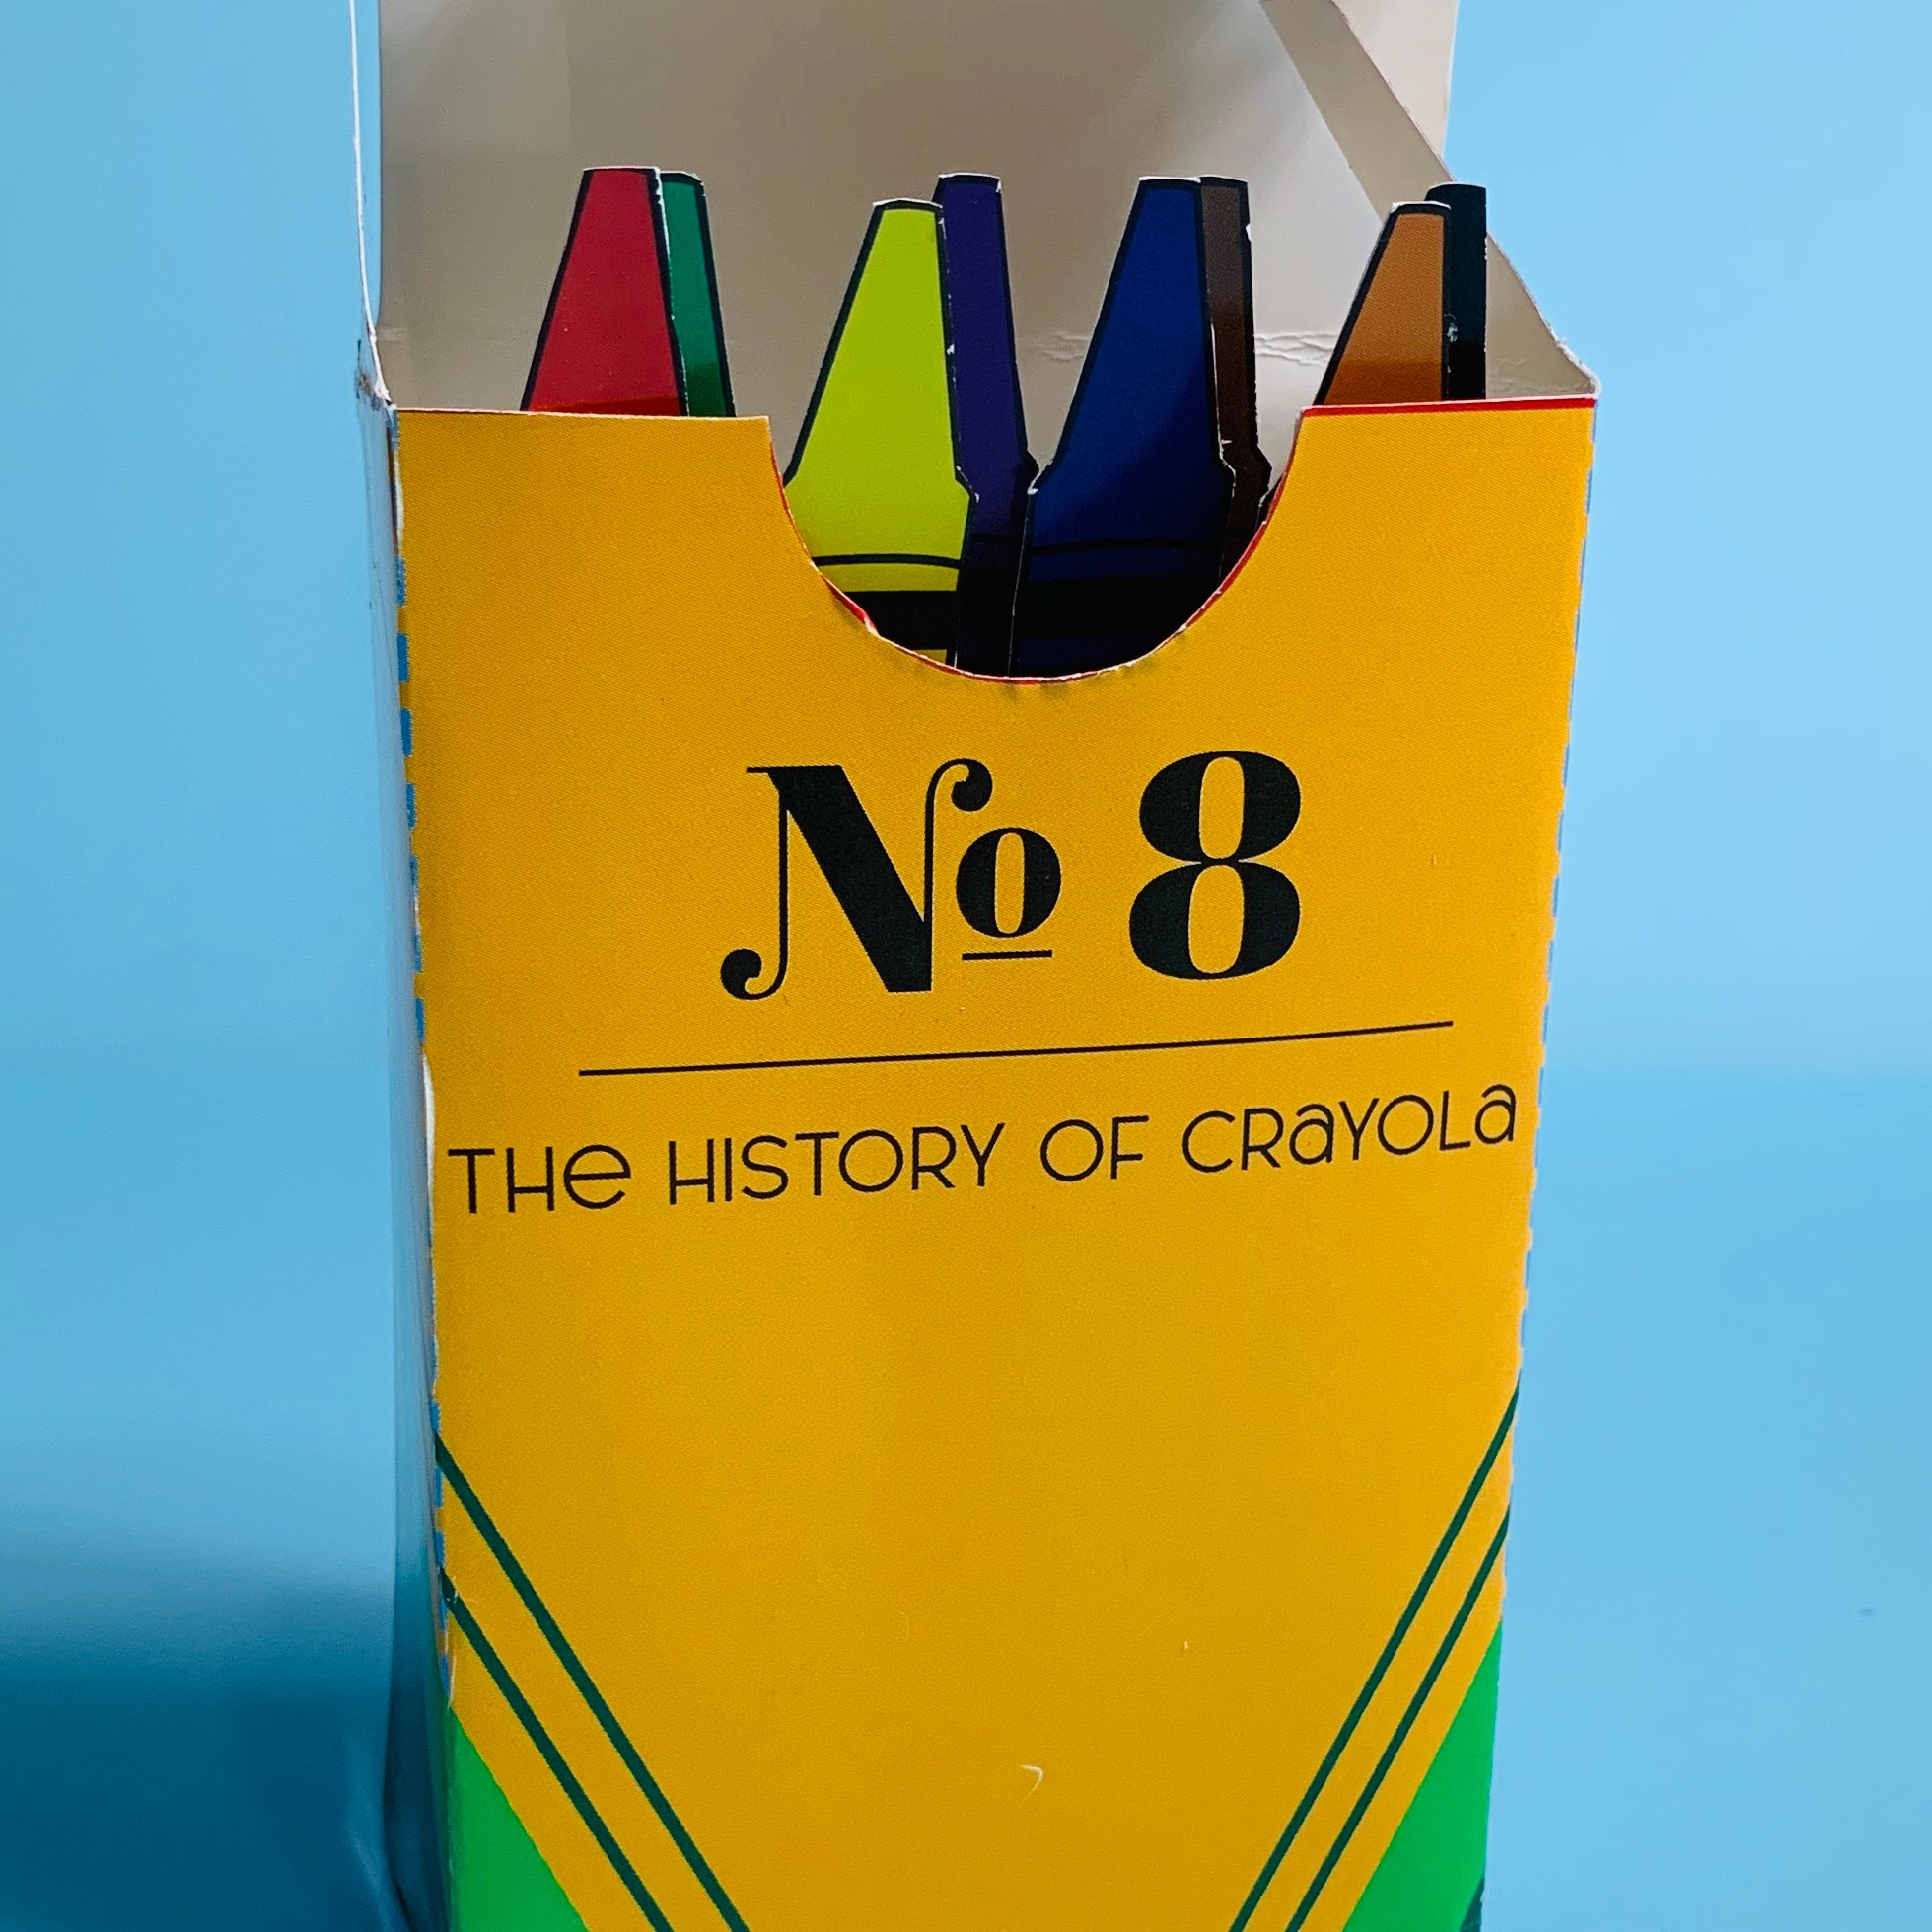 No 8
THe HISTORY OF CRaYOLa